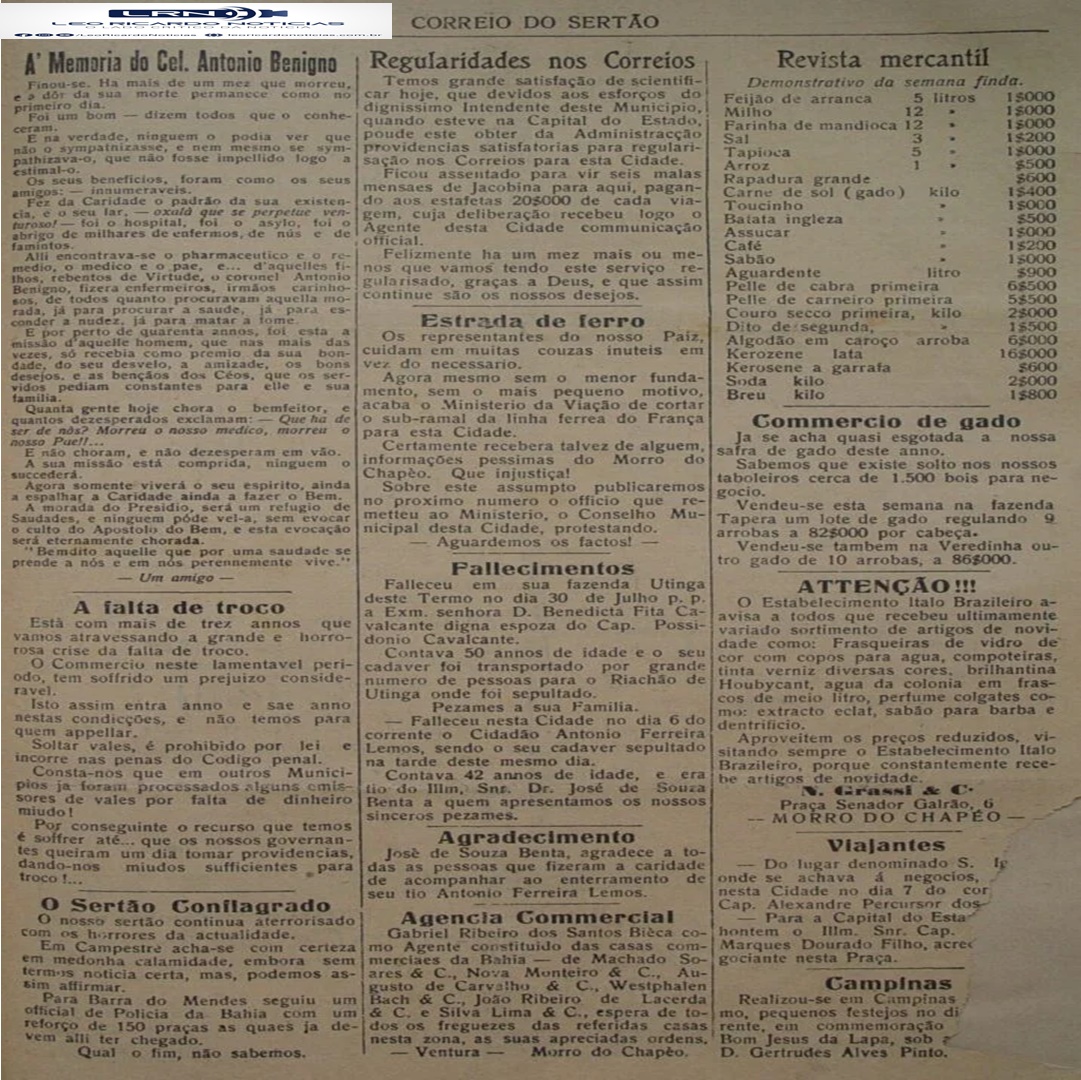 LRN
LEO RICARDO NOTICIAS
O LADO CRÍTICO DA NOTÍCIA
/LeoRicardoNoticias leoricardonoticias.com.br
CORREIO DO SERTÃO
A' Memoria do Cel. Antonio Benigno
Finou-se. Ha mais de um mez que morreu,
e a dôr da sua morte permanece como no
primeiro dia.
Foi um bom — dizem todos que o conhe-
ceram.
E na verdade, ninguem o podia ver que
não o sympatnizasse, e nem mesmo se sym-
pathizava-o, que não fosse impellido logo a
estimal-o.
Os seus beneficios, foram como os seus
amigos: — innumeraveis.
Fez da Caridade o padrão da sua existen-
cia, e o seu lar, — oxalá que se perpetue ven-
turoso! — foi o hospital, foi o asylo, foi o
abrigo de milhares de enfermos, de nús e de
famintos.
Alli encontrava-se o pharmaceutico e o re-
medio, o medico e o pae, e... d'aquelles fi-
lhos, rebentos de Virtude, o coronel Antonio
Benigno, fizera enfermeiros, irmãos carinho-
sos, de todos quanto procuravam aquella mo-
rada, já para procurar a saude, já para es-
conder a nudez, já para matar a fome.
E por perto de quarenta annos, foi esta a
missão d'aquelle homem, que nas mais das
vezes, só recebia como premio da sua bon-
dade, do seu desvelo, a amizade, os bons
desejos, e as bençãos dos Céos, que os ser-
vidos pediam constantes para elle e sua
familia.
Quanta gente hoje chora o bemfeitor, e
quantos dezesperados exclamam: — Que ha de
ser de nós? Morreu o nosso medico, morreu o
nosso Pae!!...
E não choram, e não dezesperam em vão.
A sua missão está comprida, ninguem o
succederá.
Agora somente viverá o seu espirito, ainda
a espalhar a Caridade ainda a fazer o Bem.
A morada do Presidio, será um refugio de
Saudades, e ninguem póde vel-a, sem evocar
o culto do Apostolo do Bem, e esta evocação
será eternamente chorada.
"Bemdito aquelle que por uma saudade se
prende a nós e em nós perennemente vive."
— Um amigo —
A falta de troco
Está com mais de trez annos que
vamos atravessando a grande e horro-
rosa crise da falta de troco.
O Commercio neste lamentavel peri-
odo, tem soffrido um prejuizo conside-
ravel.
Isto assim entra anno e sae anno
nestas condicções, e não temos para
quem appellar.
Soltar vales, é prohibido por lei e
incorre nas penas do Codigo penal.
Consta-nos que em outros Munici-
pios ja foram processados alguns emis-
sores de vales por falta de dinheiro
miudo!
Por conseguinte o recurso que temos
é soffrer até... que os nossos governan-
tes queiram um dia tomar providencias,
dando-nos miudos sufficientes para
troco!...
O Sertão Conflagrado
O nosso sertão continua aterrorisado
com os horrores da actualidade.
Em Campestre acha-se com certeza
em medonha calamidade, embora sem
termos noticia certa, mas, podemos as-
sim affirmar.
Para Barra do Mendes seguiu um
official de Policia da Bahia com um
reforço de 150 praças as quaes ja de-
vem alli ter chegado.
Qual o fim, não sabemos.
Regularidades nos Correios
Temos grande satisfação de scientifi-
car hoje, que devidos aos esforços do
dignissimo Intendente deste Municipio,
quando esteve na Capital do Estado,
poude este obter da Administracção
providencias satisfatorias para regulari-
sação nos Correios para esta Cidade.
Ficou assentado para vir seis malas
mensaes de Jacobina para aqui, pagan-
do aos estafetas 20$000 de cada via-
gem, cuja deliberação recebeu logo o
Agente desta Cidade communicação
official.
Felizmente ha um mez mais ou me-
nos que vamos tendo este serviço re-
gularisado, graças a Deus, e que assim
continue são os nossos desejos.
Estrada de ferro
Os representantes do nosso Paiz,
cuidam em muitas couzas inuteis em
vez do necessario.
Agora mesmo sem o menor funda-
mento, sem o mais pequeno motivo,
acaba o Ministerio da Viação de cortar
o sub-ramal da linha ferrea do França
para esta Cidade.
Certamente recebera talvez de alguem,
informações pessimas do Morro do
Chapéo. Que injustiça!
Sobre este assumpto publicaremos
no proximo numero o officio que re-
metteu ao Ministerio, o Conselho Mu-
nicipal desta Cidade, protestando.
— Aguardemos os factos! —
Fallecimentos
Falleceu em sua fazenda Utinga
deste Termo no dia 30 de Julho p. p.
a Exm. senhora D. Benedicta Fita Ca-
valcante digna espoza do Cap. Possi-
donio Cavalcante.
Contava 50 annos de idade e o seu
cadaver foi transportado por grande
numero de pessoas para o Riachão de
Utinga onde foi sepultado.
Pezames a sua Familia.
— Falleceu nesta Cidade no dia 6 do
corrente o Cidadão Antonio Ferreira
Lemos, sendo o seu cadaver sepultado
na tarde deste mesmo dia.
Contava 42 annos de idade, e era
tio do Illm, Snr. Dr. José de Souza
Benta a quem apresentamos os nossos
sinceros pezames.
Agradecimento
Josè de Souza Benta, agradece a to-
das as pessoas que fizeram a caridade
de acompanhar ao enterramento de
seu tio Antonio Ferreira Lemos.
Agencia Commercial
Gabriel Ribeiro dos Santos Bièca co-
mo Agente constituido das casas com-
merciaes da Bahia — de Machado So-
ares & C., Nova Monteiro & C., Au-
gusto de Carvalho & C., Westphalen
Bach & C., João Ribeiro de Lacerda
& C. e Silva Lima & C., espera de to-
dos os freguezes das referidas casas
nesta zona, as suas apreciadas ordens.
— Ventura — Morro do Chapèo.
Revista mercantil
Demonstrativo da semana finda.
Feijão de arranca 5 litros 1$000
Milho 12 " 1$000
Farinha de mandioca 12 " 1$000
Sal 3 " 1$200
Tapioca 5 " 1$000
Arroz 1 " $500
Rapadura grande $600
Carne de sol (gado) kilo 1$400
Toucinho " 1$000
Batata ingleza " $500
Assucar " 1$000
Café " 1$200
Sabão " 1$000
Aguardente litro $900
Pelle de cabra primeira 6$500
Pelle de carneiro primeira 5$500
Couro secco primeira, kilo 2$000
Dito de segunda, " 1$500
Algodão em caroço arroba 6$000
Kerozene lata 16$000
Kerosene a garrafa $600
Soda kilo 2$000
Breu kilo 1$800
Commercio de gado
Ja se acha quasi esgotada a nossa
safra de gado deste anno.
Sabemos que existe solto nos nossos
taboleiros cerca de 1.500 bois para ne-
gocio.
Vendeu-se esta semana na fazenda
Tapera um lote de gado regulando 9
arrobas a 82$000 por cabeça.
Vendeu-se tambem na Veredinha ou-
tro gado de 10 arrobas, a 86$000.
ATTENÇÃO!!!
O Estabelecimento Italo Brazileiro a-
avisa a todos que recebeu ultimamente
variado sortimento de artigos de novi-
dade como: Frasqueiras de vidro de
cor com copos para agua, compoteiras,
tinta verniz diversas cores, brilhantina
Houbycant, agua da colonia em fras-
cos de meio litro, perfume colgates co-
mo: extracto eclat, sabão para barba e
dentrificio.
Aproveitem os preços reduzidos, vi-
sitando sempre o Estabelecimento Italo
Brazileiro, porque constantemente rece-
be artigos de novidade.
N. Grassi & C·
Praça Senador Galrão, 6
— MORRO DO CHAPÉO —
Viajantes
— Do lugar denominado S. Ig
onde se achava á negocios,
nesta Cidade no dia 7 do cor
Cap. Alexandre Percursor dos
— Para a Capital do Esta
hontem o Illm. Snr. Cap.
Marques Dourado Filho, acre
gociante nesta Praça.
Campinas
Realizou-se em Campinas
mo, pequenos festejos no di
rente, em commemoração
Bom Jesus da Lapa, sob a
D. Gertrudes Alves Pinto.